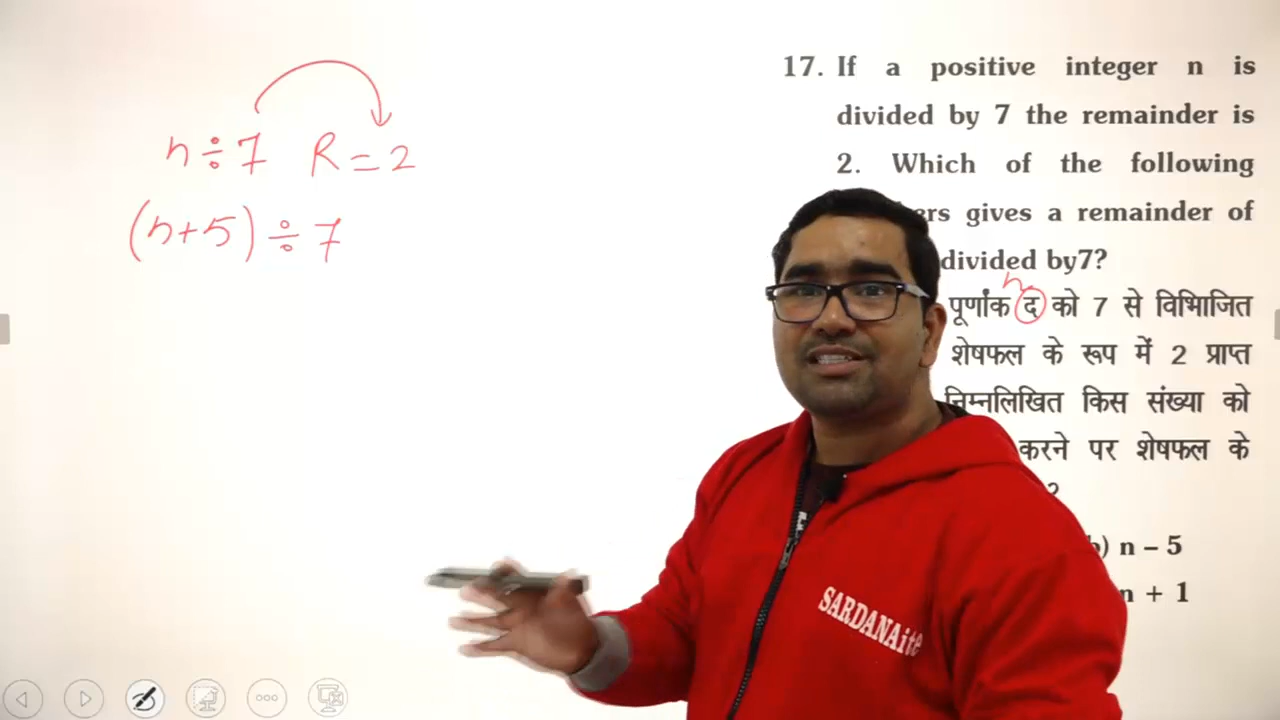 n ÷ 7 R = 2
(n+5) ÷ 7
17. If a positive integer n is
divided by 7 the remainder is
2. Which of the following
gives a remainder of
divided by7?
n
पूर्णांक द को 7 से विभाजित
शेषफल के रूप में 2 प्राप्त
निम्नलिखित किस संख्या को
करने पर शेषफल के
?
n – 5
n + 1
SARDANAite